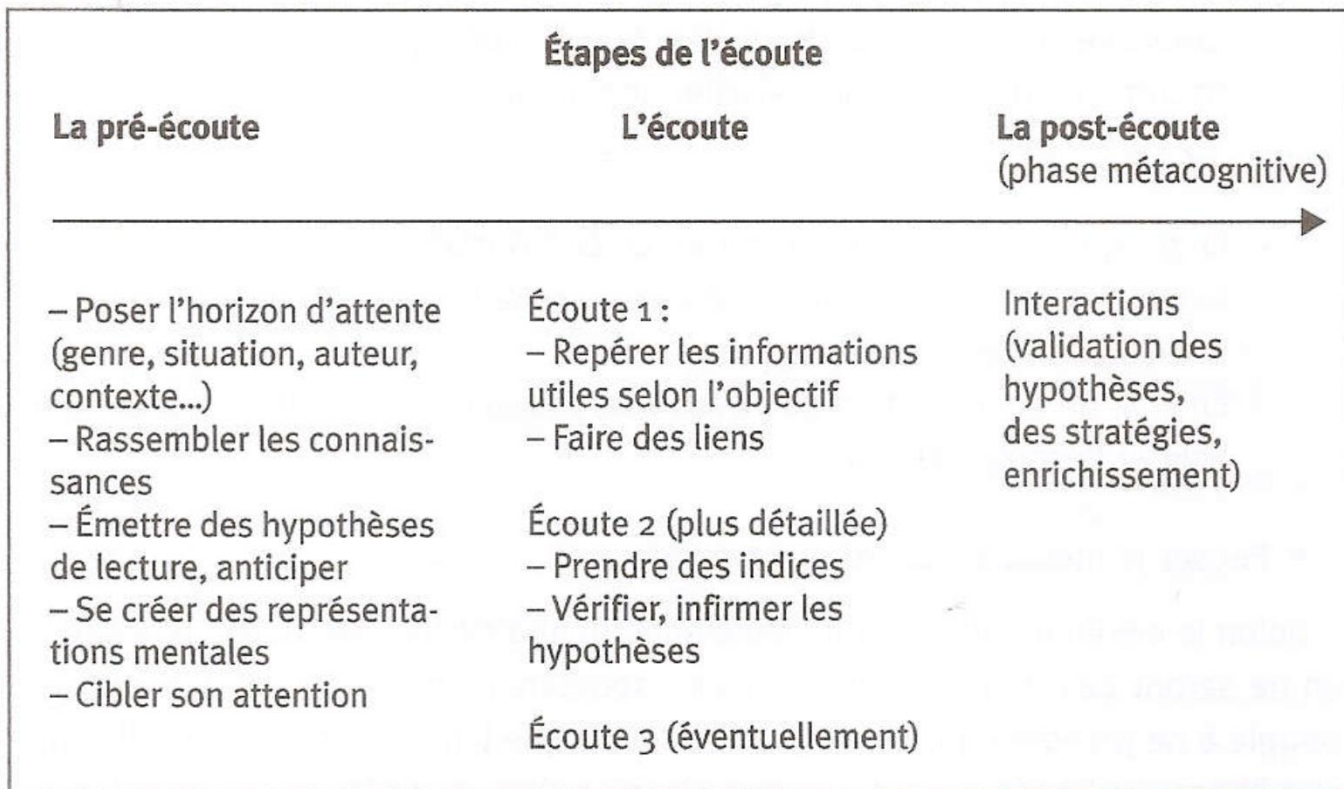 Étapes de l'écoute
La pré-écoute
L'écoute
La post-écoute
(phase métacognitive)
– Poser l'horizon d'attente
(genre, situation, auteur,
contexte...)
– Rassembler les connais-
sances
– Émettre des hypothèses
de lecture, anticiper
– Se créer des représenta-
tions mentales
– Cibler son attention
Écoute 1 :
– Repérer les informations
utiles selon l'objectif
– Faire des liens
Écoute 2 (plus détaillée)
– Prendre des indices
– Vérifier, infirmer les
hypothèses
Écoute 3 (éventuellement)
Interactions
(validation des
hypothèses,
des stratégies,
enrichissement)